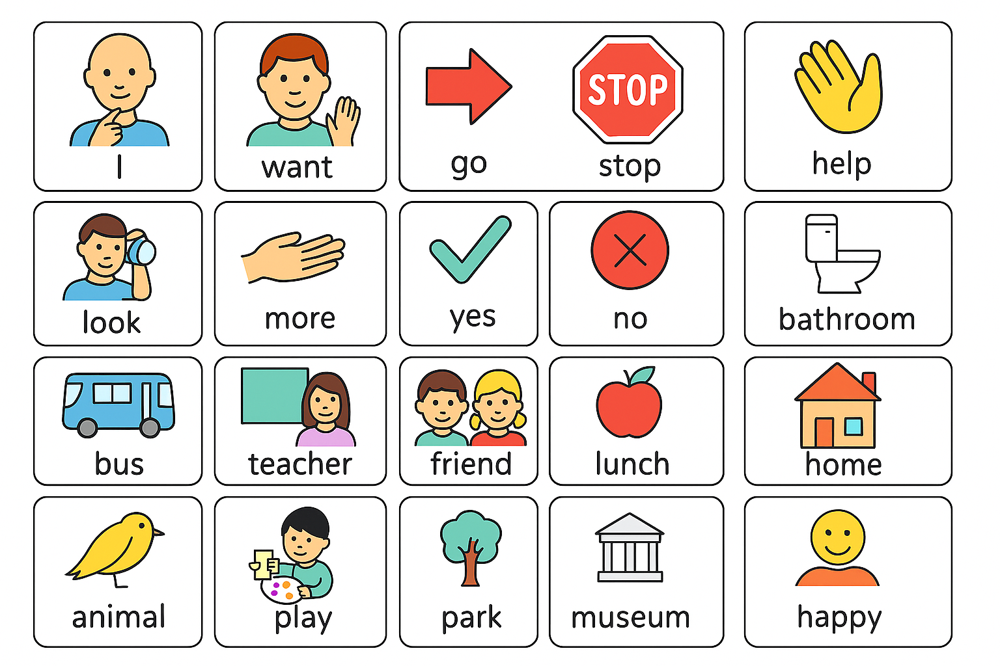 I
want
go
STOP
stop
help
look
more
yes
no
bathroom
bus
teacher
friend
lunch
home
animal
play
park
museum
happy